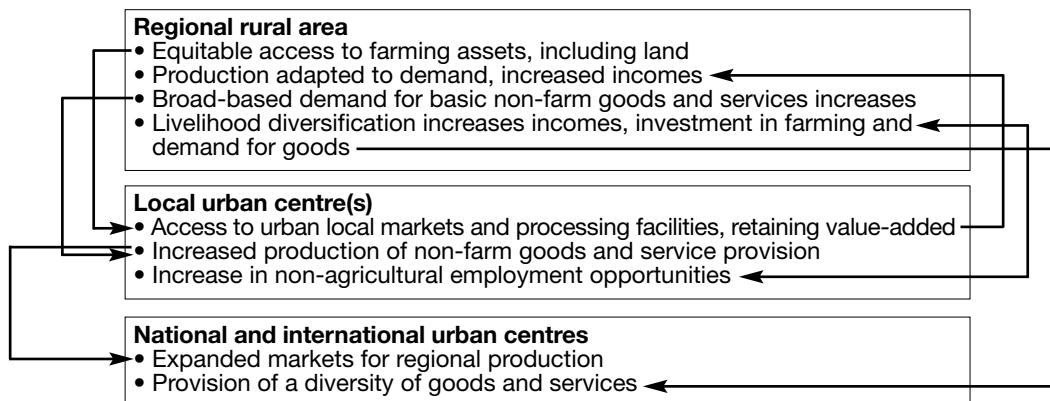 Regional rural area
• Equitable access to farming assets, including land
• Production adapted to demand, increased incomes
• Broad-based demand for basic non-farm goods and services increases
• Livelihood diversification increases incomes, investment in farming and
demand for goods
Local urban centre(s)
• Access to urban local markets and processing facilities, retaining value-added
• Increased production of non-farm goods and service provision
• Increase in non-agricultural employment opportunities
National and international urban centres
• Expanded markets for regional production
• Provision of a diversity of goods and services